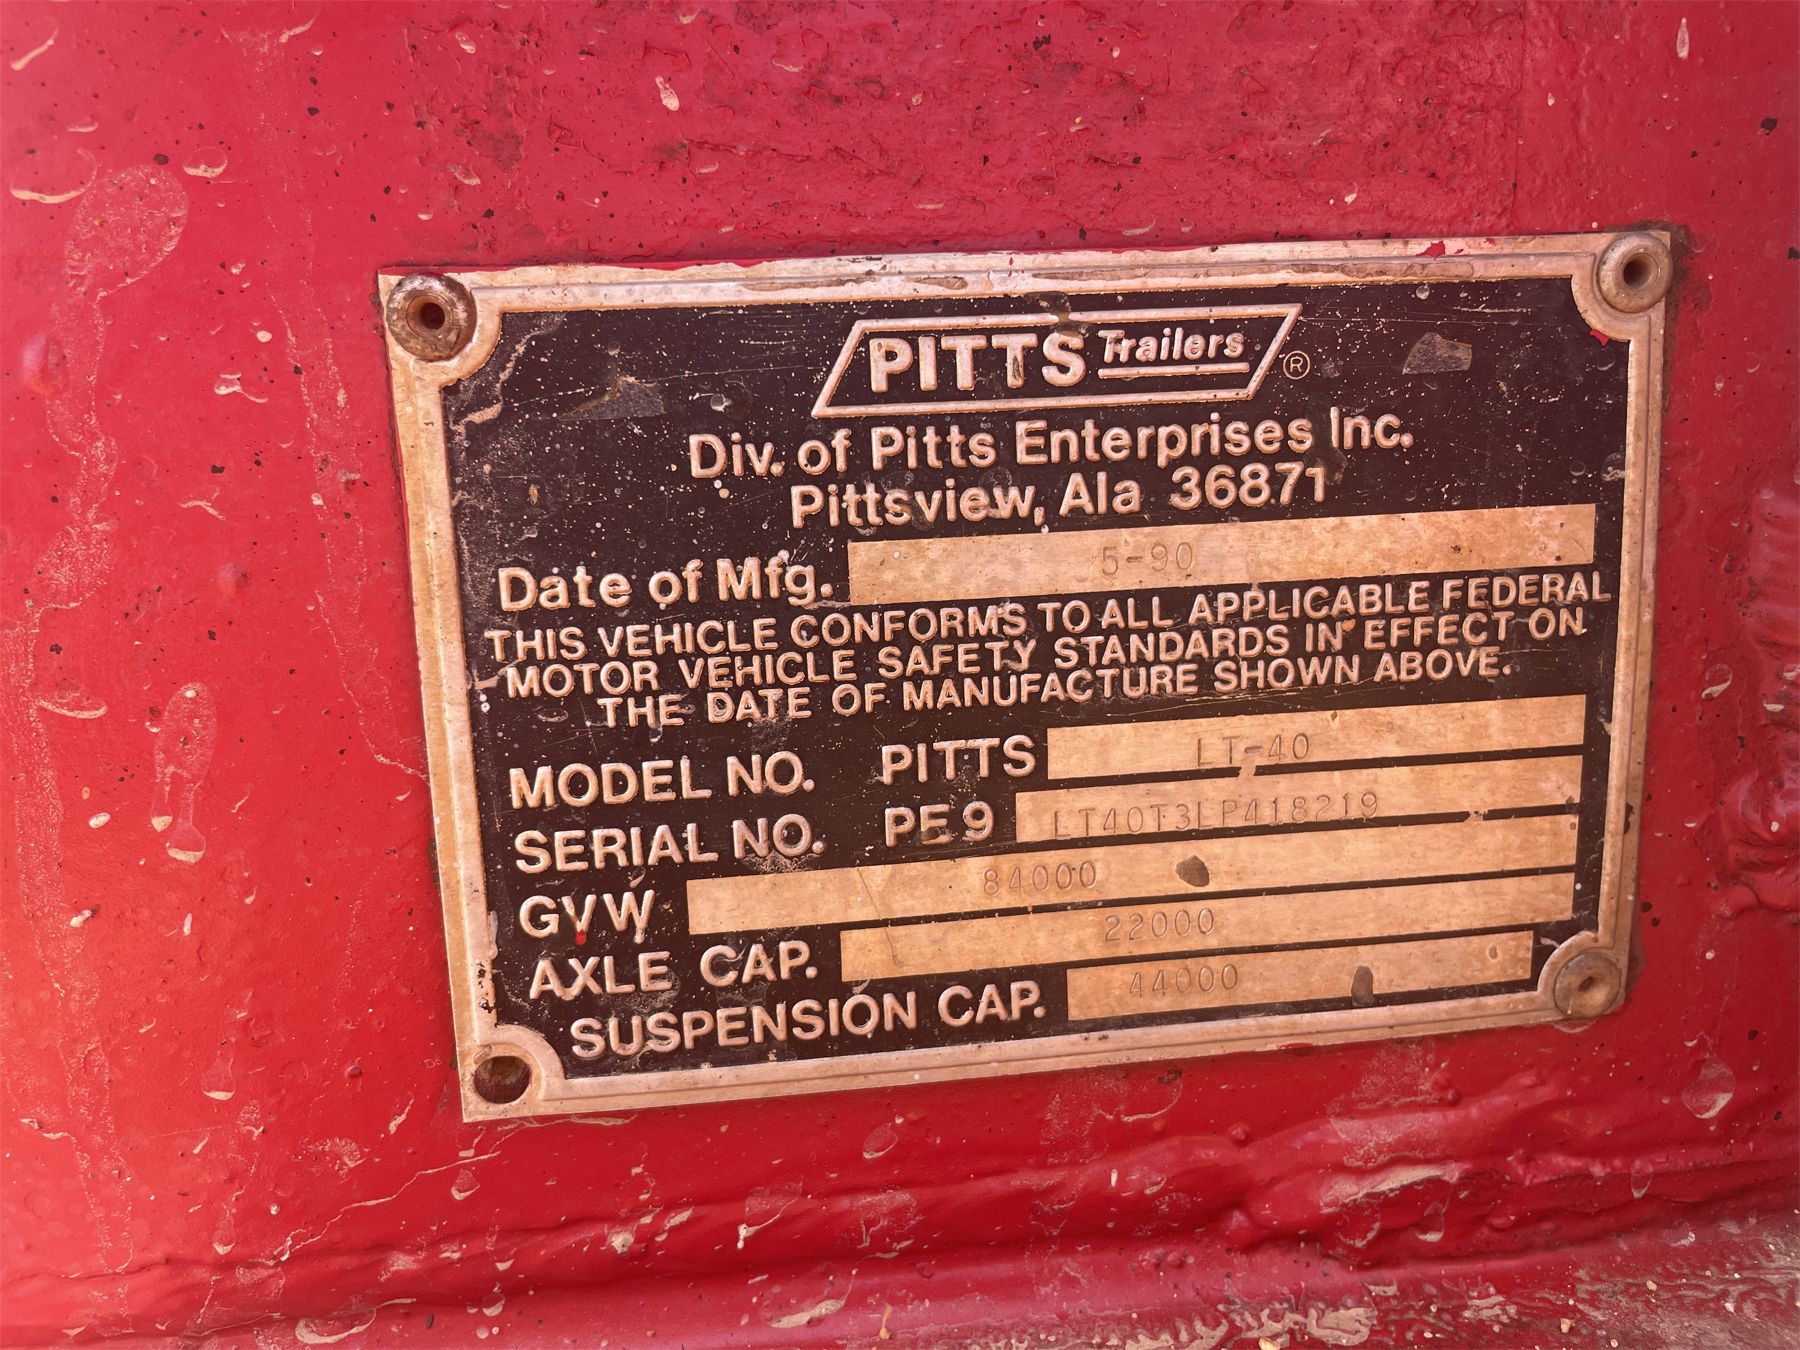 PITTS Trailers ®
Div. of Pitts Enterprises Inc.
Pittsview, Ala 36871
Date of Mfg. 5-90
THIS VEHICLE CONFORMS TO ALL APPLICABLE FEDERAL
MOTOR VEHICLE SAFETY STANDARDS IN EFFECT ON
THE DATE OF MANUFACTURE SHOWN ABOVE.
MODEL NO. PITTS LT-40
SERIAL NO. PE9 LT40T3LP418219
GVW 84000
AXLE CAP. 22000
SUSPENSION CAP. 44000